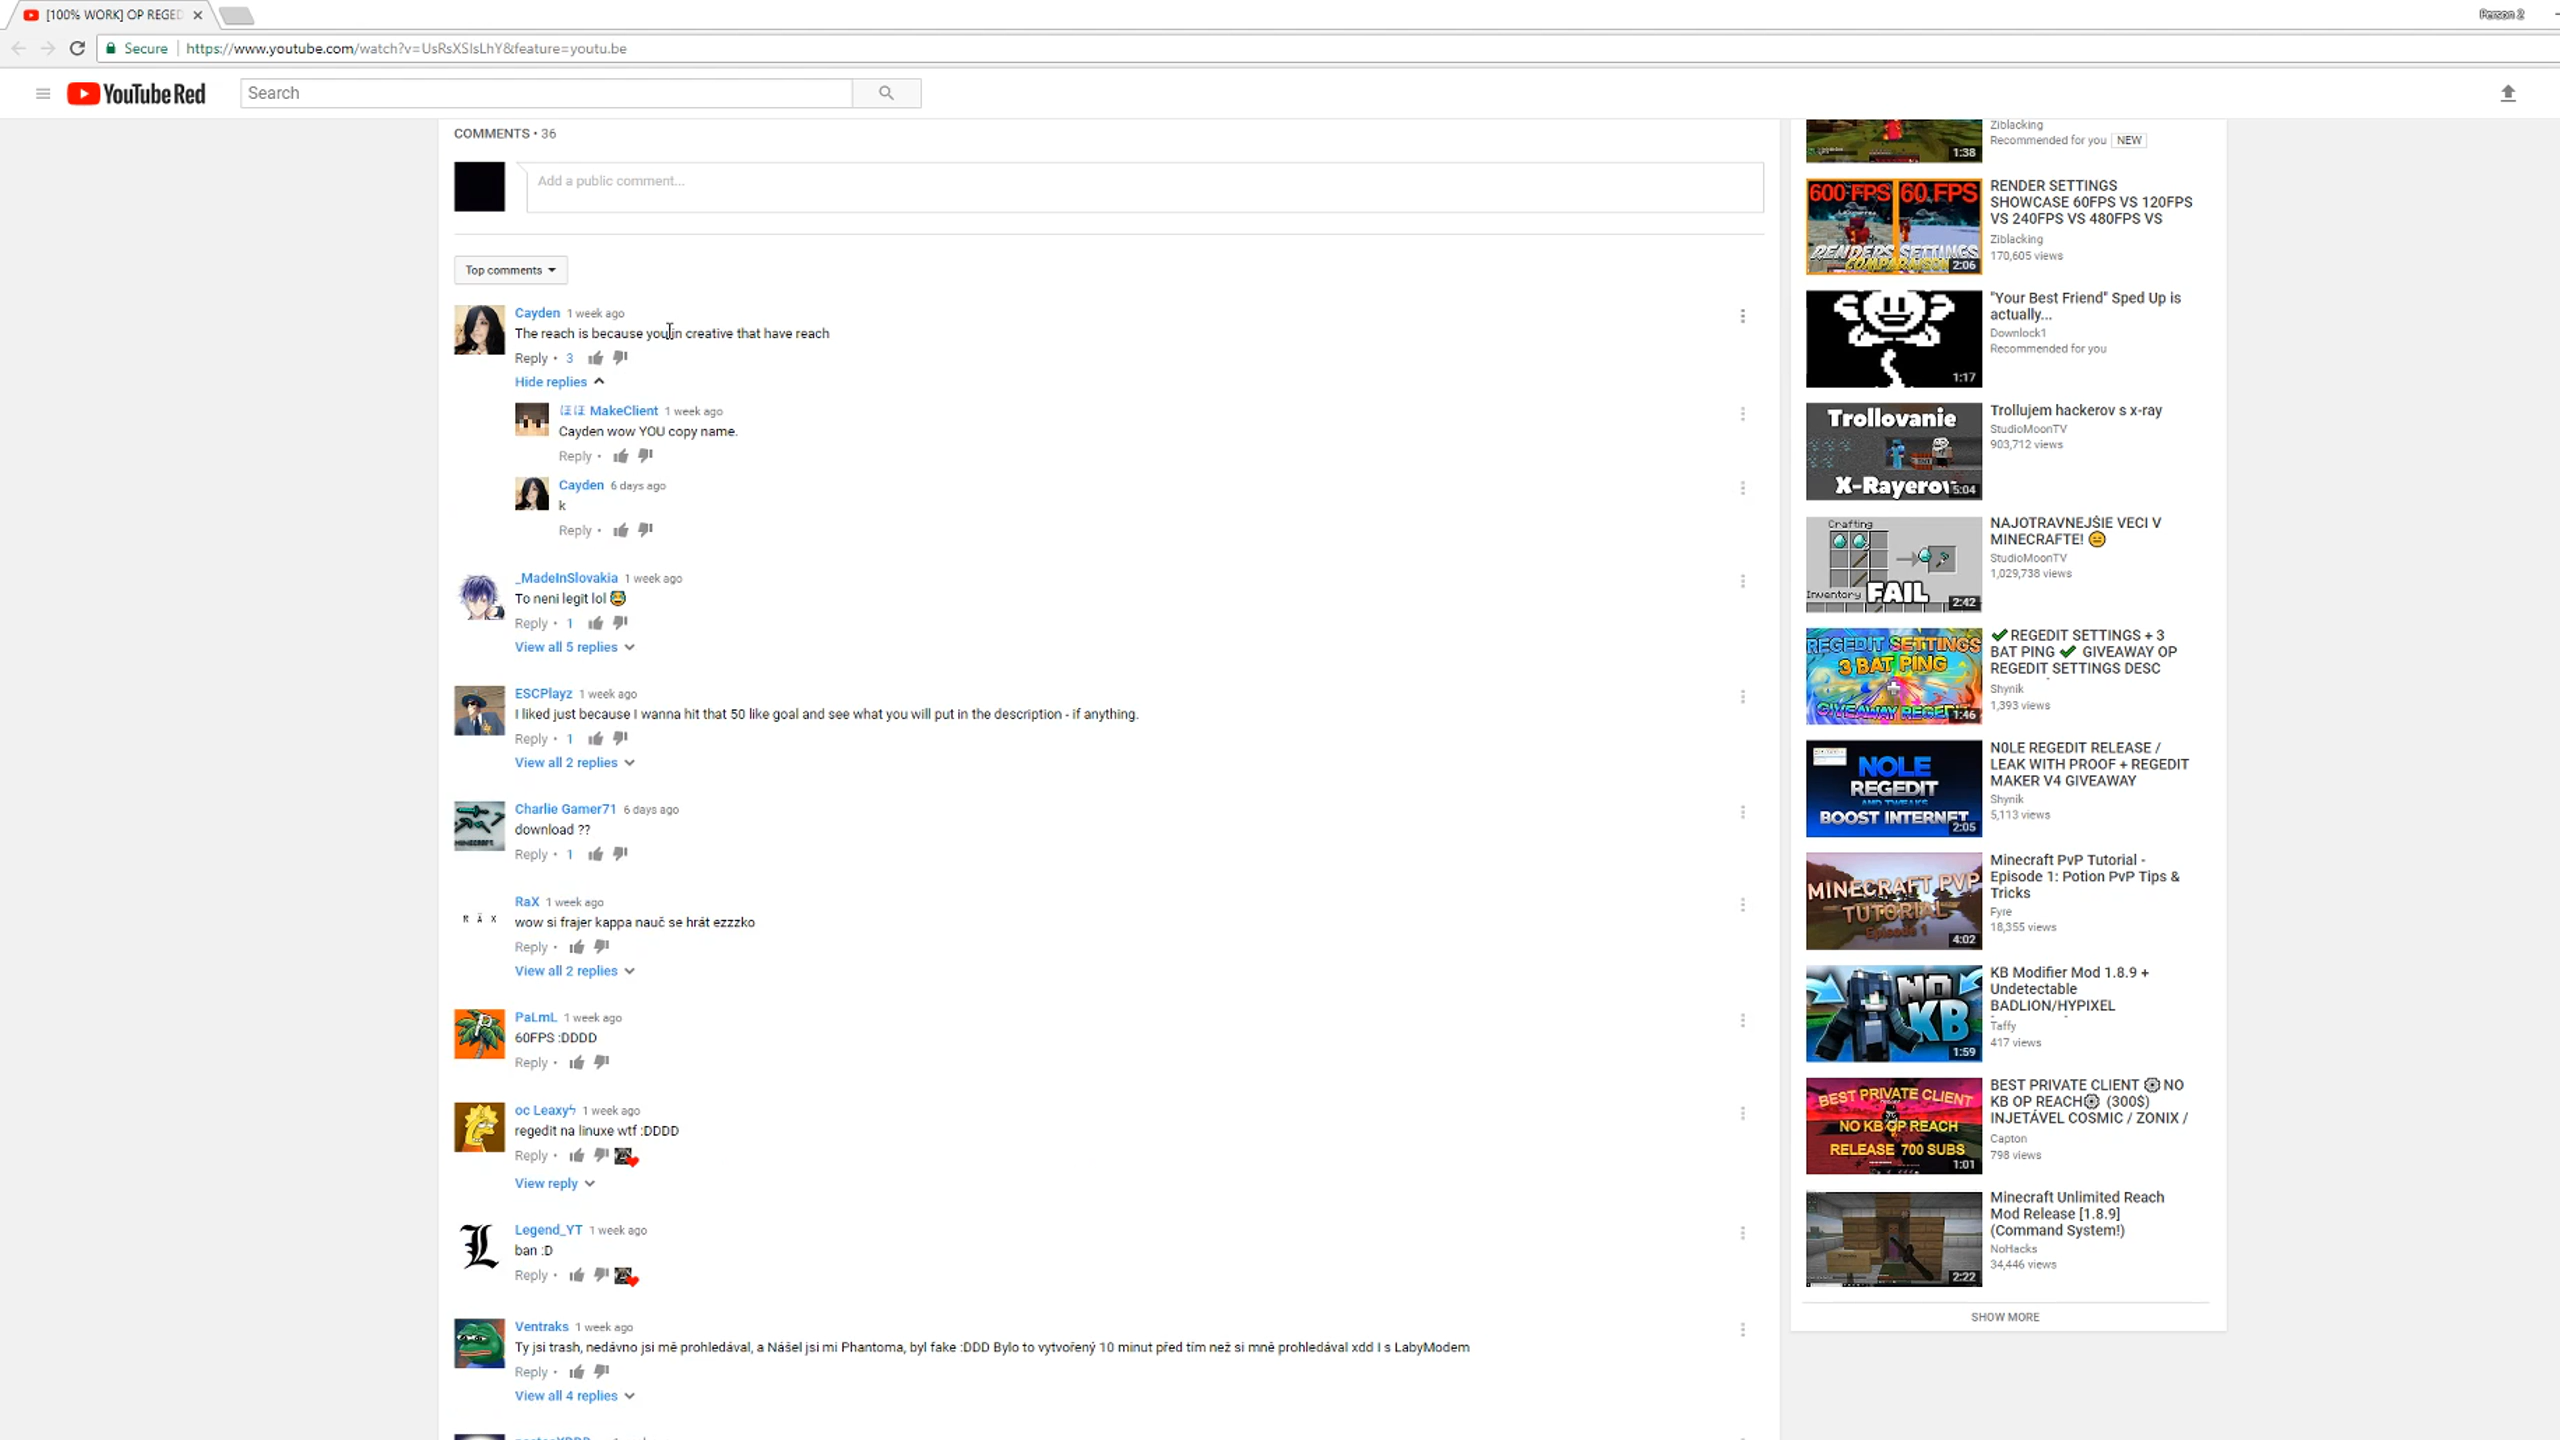 [100% WORK] OP REGED
Person 2
Secure https://www.youtube.com/watch?v=UsRsXSIsLhY&feature=youtu.be
YouTube Red
Search
COMMENTS • 36
Add a public comment...
Top comments
Cayden 1 week ago
The reach is because you in creative that have reach
Reply • 3
Hide replies
ほほ MakeClient 1 week ago
Cayden wow YOU copy name.
Reply •
Cayden 6 days ago
k
Reply •
_MadeInSlovakia 1 week ago
To neni legit lol
Reply • 1
View all 5 replies
ESCPlayz 1 week ago
I liked just because I wanna hit that 50 like goal and see what you will put in the description - if anything.
Reply • 1
View all 2 replies
Charlie Gamer71 6 days ago
download ??
Reply • 1
MINECRAFT
RaX 1 week ago
R Ä X
wow si frajer kappa nauč se hrát ezzzko
Reply •
View all 2 replies
PaLmL 1 week ago
60FPS :DDDD
Reply •
oc Leaxyϟ 1 week ago
regedit na linuxe wtf :DDDD
Reply •
View reply
Legend_YT 1 week ago
ban :D
Reply •
Ventraks 1 week ago
Ty jsi trash, nedávno jsi mě prohledával, a Nášel jsi mi Phantoma, byl fake :DDD Bylo to vytvořený 10 minut před tím než si mně prohledával xdd I s LabyModem
Reply •
View all 4 replies
1:38
Ziblacking
Recommended for you NEW
600 FPS 60 FPS
RENDERS SETTINGS
COMPARISON
2:06
RENDER SETTINGS
SHOWCASE 60FPS VS 120FPS
VS 240FPS VS 480FPS VS
Ziblacking
170,605 views
1:17
"Your Best Friend" Sped Up is
actually...
Downlock1
Recommended for you
Trollovanie
X-Rayerov
5:04
Trollujem hackerov s x-ray
StudioMoonTV
903,712 views
Crafting
Inventory
FAIL
2:42
NAJOTRAVNEJŠIE VECI V
MINECRAFTE!
StudioMoonTV
1,029,738 views
REGEDIT SETTINGS
3 BAT PING
+
GIVEAWAY REGEDIT
1:46
REGEDIT SETTINGS + 3
BAT PING GIVEAWAY OP
REGEDIT SETTINGS DESC
Shynik
1,393 views
NOLE
REGEDIT
AND TWEAKS
BOOST INTERNET
2:05
N0LE REGEDIT RELEASE /
LEAK WITH PROOF + REGEDIT
MAKER V4 GIVEAWAY
Shynik
5,113 views
MINECRAFT PVP
TUTORIAL
Episode 1
4:02
Minecraft PvP Tutorial -
Episode 1: Potion PvP Tips &
Tricks
Fyre
18,355 views
NO
KB
1:59
KB Modifier Mod 1.8.9 +
Undetectable
BADLION/HYPIXEL
Taffy
417 views
BEST PRIVATE CLIENT
NO KB OP REACH
RELEASE 700 SUBS
1:01
BEST PRIVATE CLIENT NO
KB OP REACH (300$)
INJETÁVEL COSMIC / ZONIX /
Capton
798 views
2:22
Minecraft Unlimited Reach
Mod Release [1.8.9]
(Command System!)
NoHacks
34,446 views
SHOW MORE